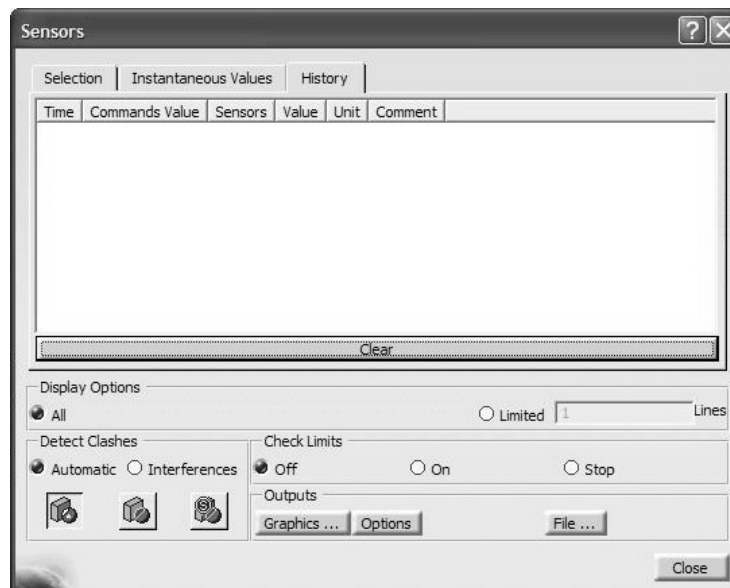 Sensors
Selection Instantaneous Values History
Time Commands Value Sensors Value Unit Comment
Clear
Display Options
All Limited 1 Lines
Detect Clashes Check Limits
Automatic Interferences Off On Stop
Outputs
Graphics ... Options File ...
Close